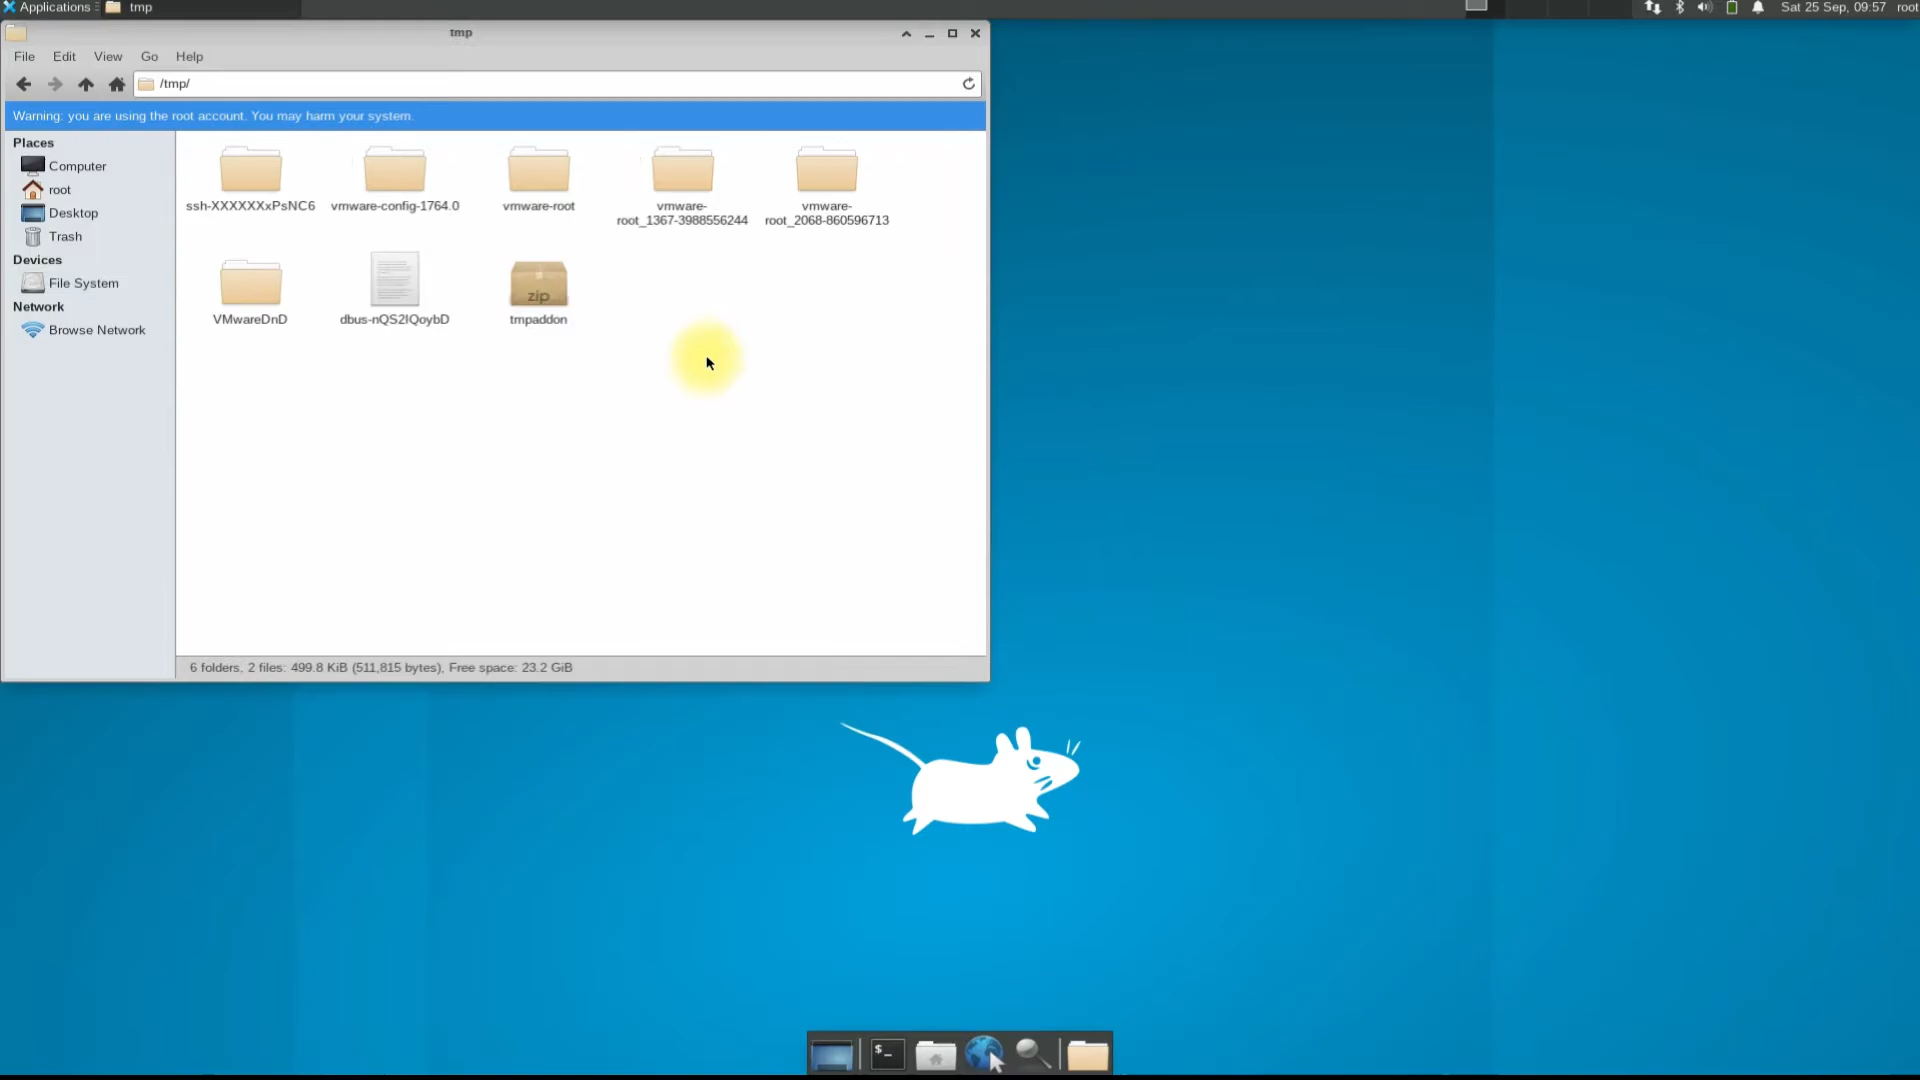 Applications
tmp
Sat 25 Sep, 09:57
root
tmp
File Edit View Go Help
/tmp/
Warning: you are using the root account. You may harm your system.
Places
Computer
root
Desktop
Trash
Devices
File System
Network
Browse Network
ssh-XXXXXXxPsNC6
vmware-config-1764.0
vmware-root
vmware-
root_1367-3988556244
vmware-
root_2068-860596713
VMwareDnD
dbus-nQS2IQoybD
zip
tmpaddon
6 folders, 2 files: 499.8 KiB (511,815 bytes), Free space: 23.2 GiB
$_